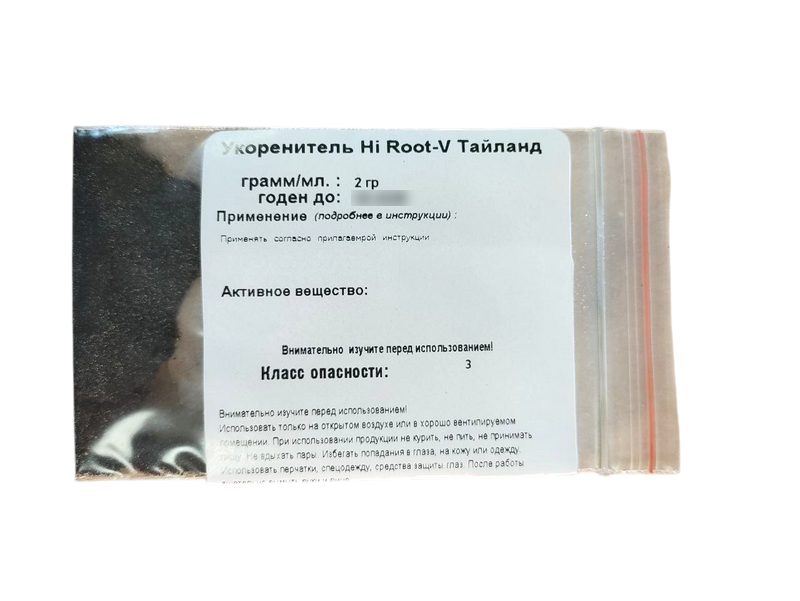 Укоренитель Hi Root-V Тайланд
грамм/мл. : 2 гр
годен до:
Применение (подробнее в инструкции) :
Применять согласно прилагаемрой инструкции
Активное вещество:
Внимательно изучите перед использованием!
Класс опасности: 3
Внимательно изучите перед использованием!
Использовать только на открытом воздухе или в хорошо вентилируемом
помещении. При использовании продукции не курить, не пить, не принимать
пищу. Не вдыхать пары. Избегать попадания в глаза, на кожу или одежду.
Использовать перчатки, спецодежду, средства защиты глаз. После работы